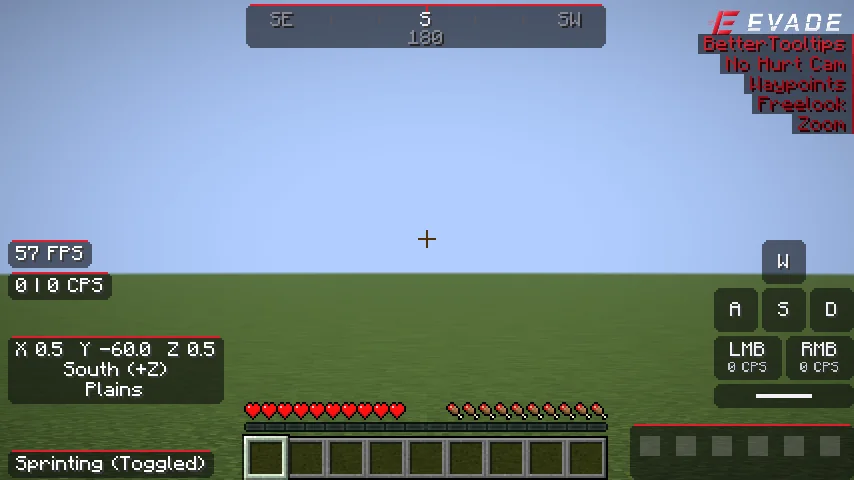 SE S SW
180
EVADE
Better Tooltips
No Hurt Cam
Waypoints
Freelook
Zoom
57 FPS
0 | 0 CPS
W
A S D
LMB RMB
0 CPS 0 CPS
X 0.5 Y -60.0 Z 0.5
South (+Z)
Plains
Sprinting (Toggled)